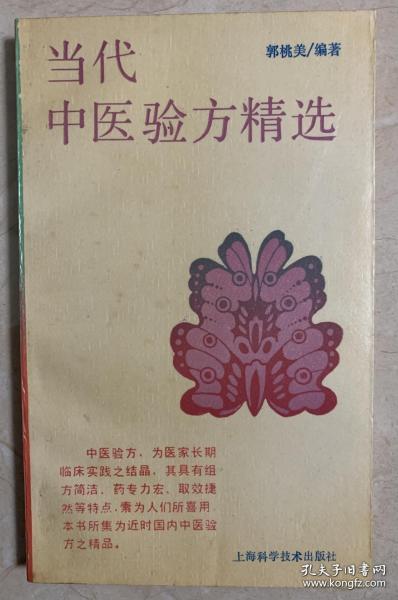 郭桃美/编著
当代
中医验方精选
中医验方，为医家长期
临床实践之结晶，其具有组
方简洁、药专力宏、取效捷
然等特点，素为人们所喜用。
本书所集为近时国内中医验
方之精品。
上海科学技术出版社
孔夫子旧书网
www.kongfz.com